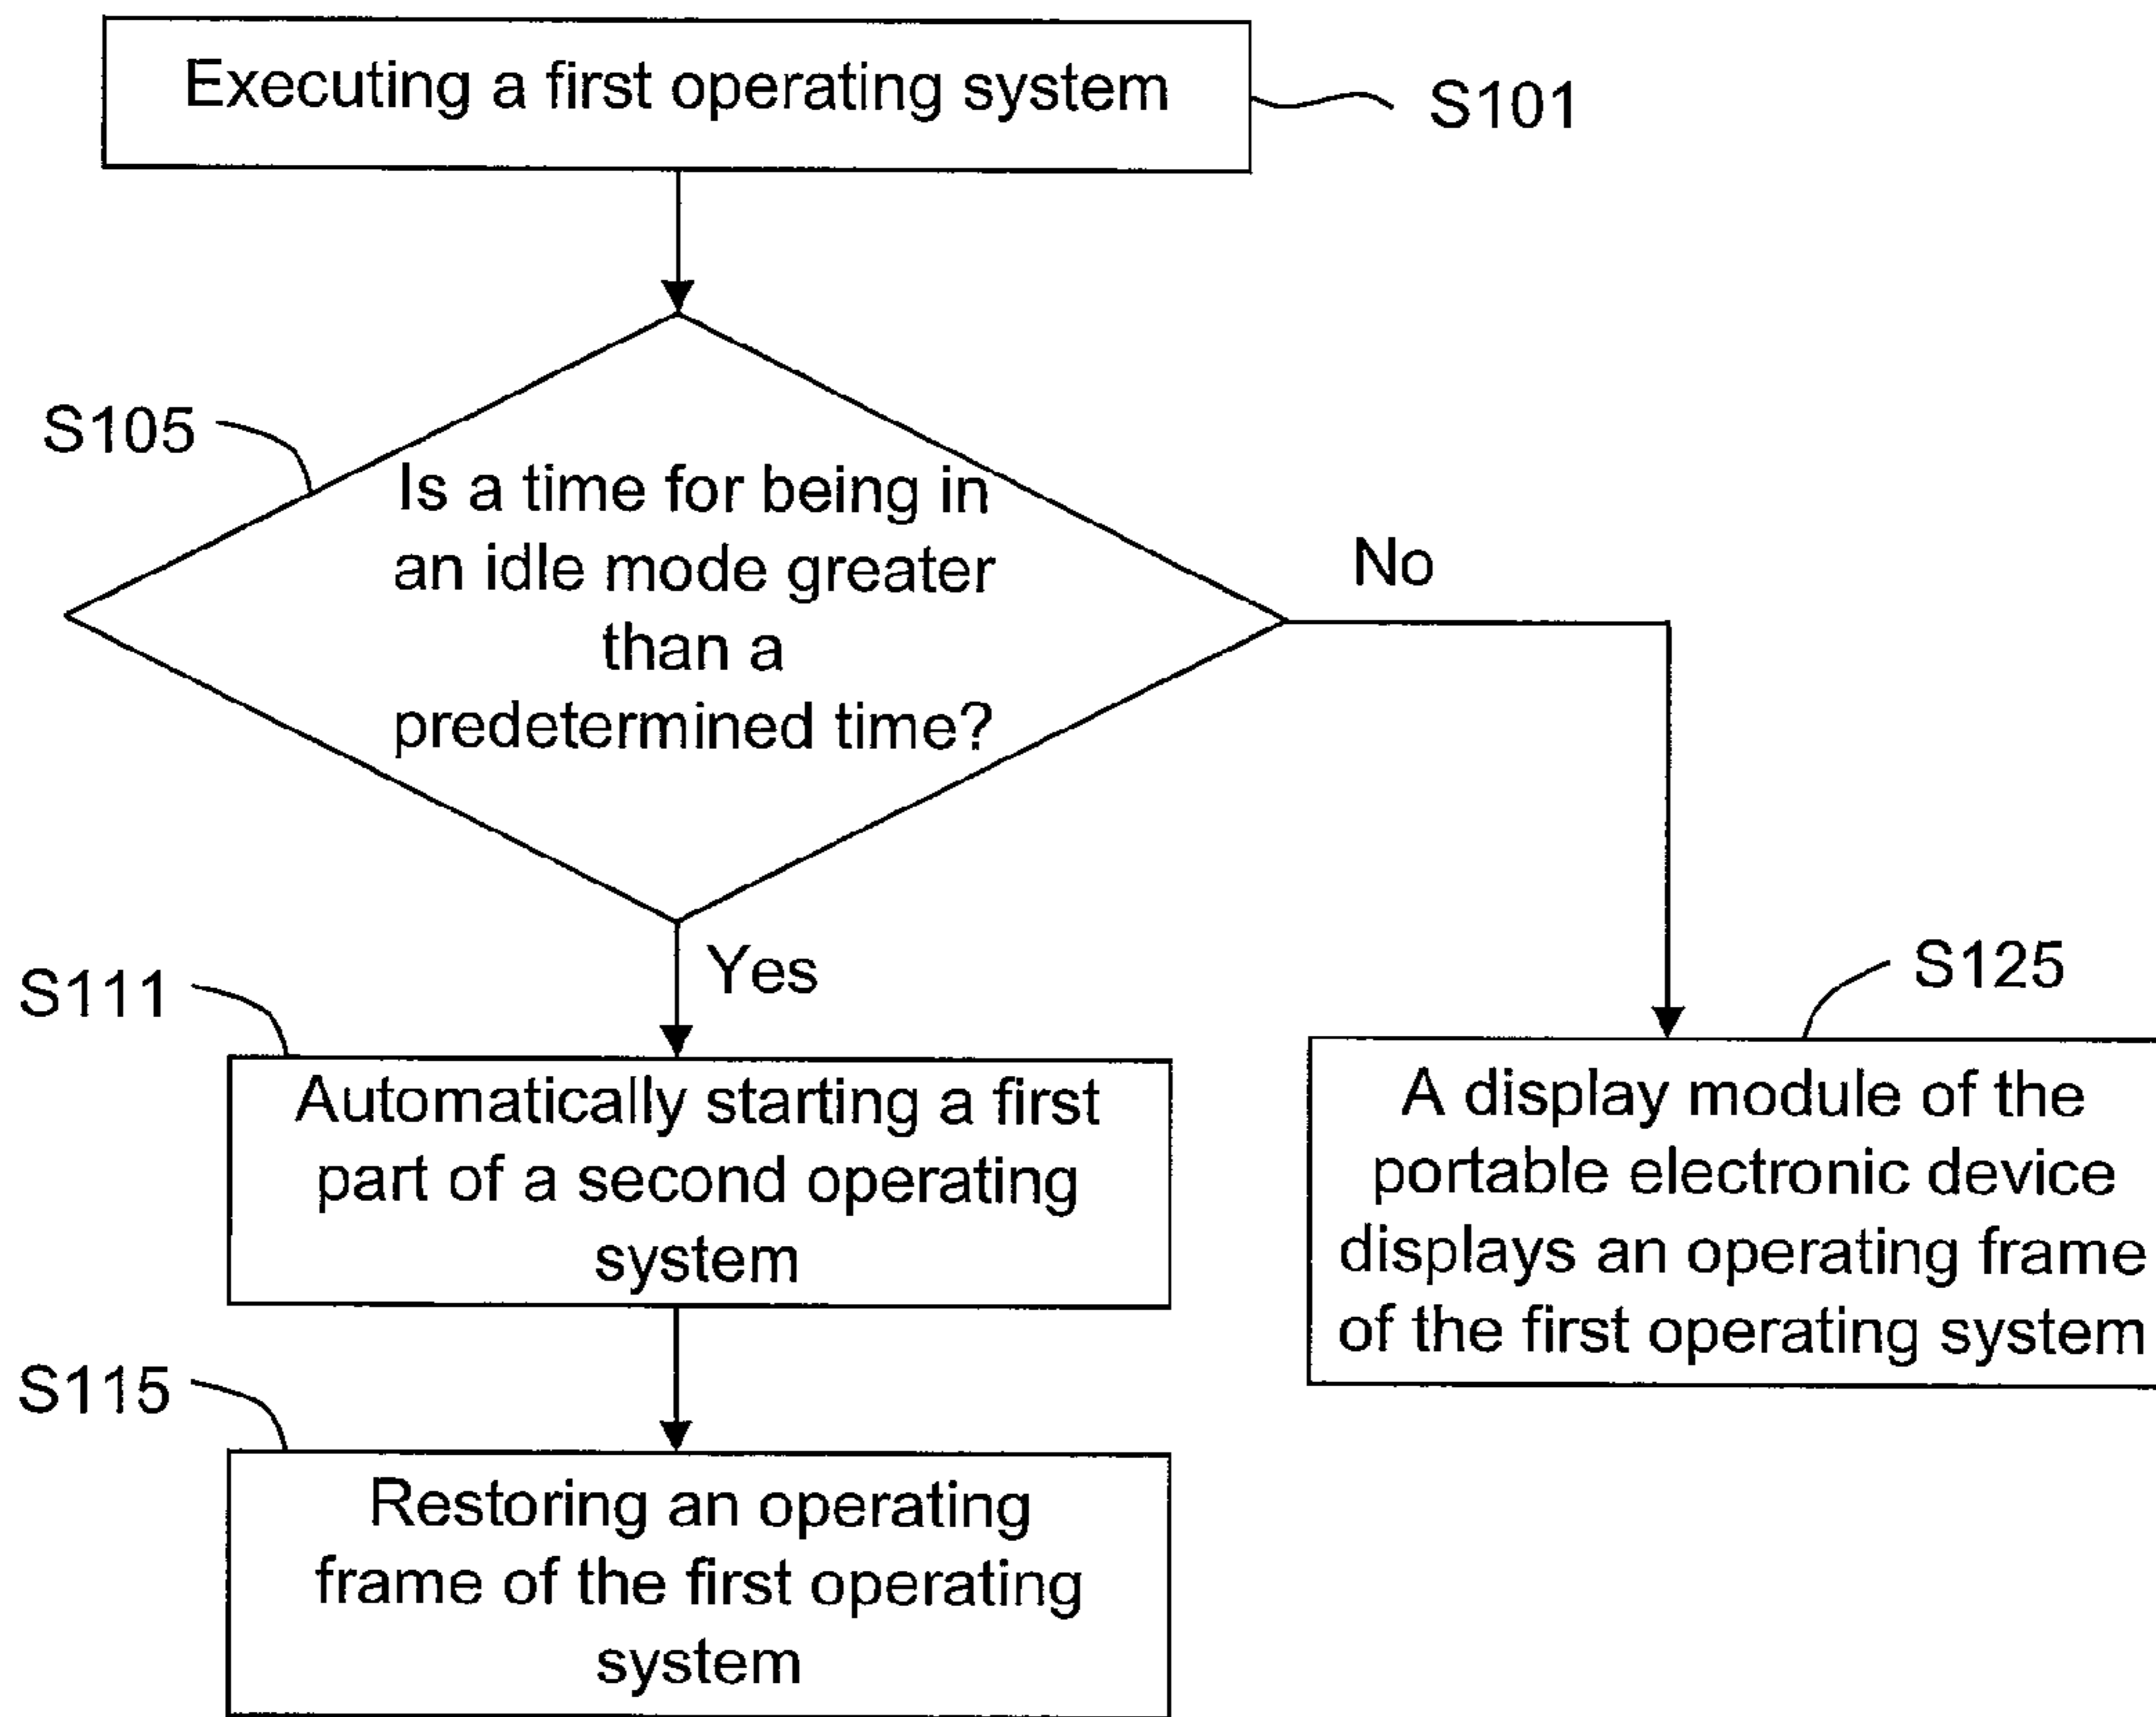 Executing a first operating system
S101
S105
Is a time for being in
an idle mode greater
than a
predetermined time?
No
Yes
S111
Automatically starting a first
part of a second operating
system
S125
A display module of the
portable electronic device
displays an operating frame
of the first operating system
S115
Restoring an operating
frame of the first operating
system